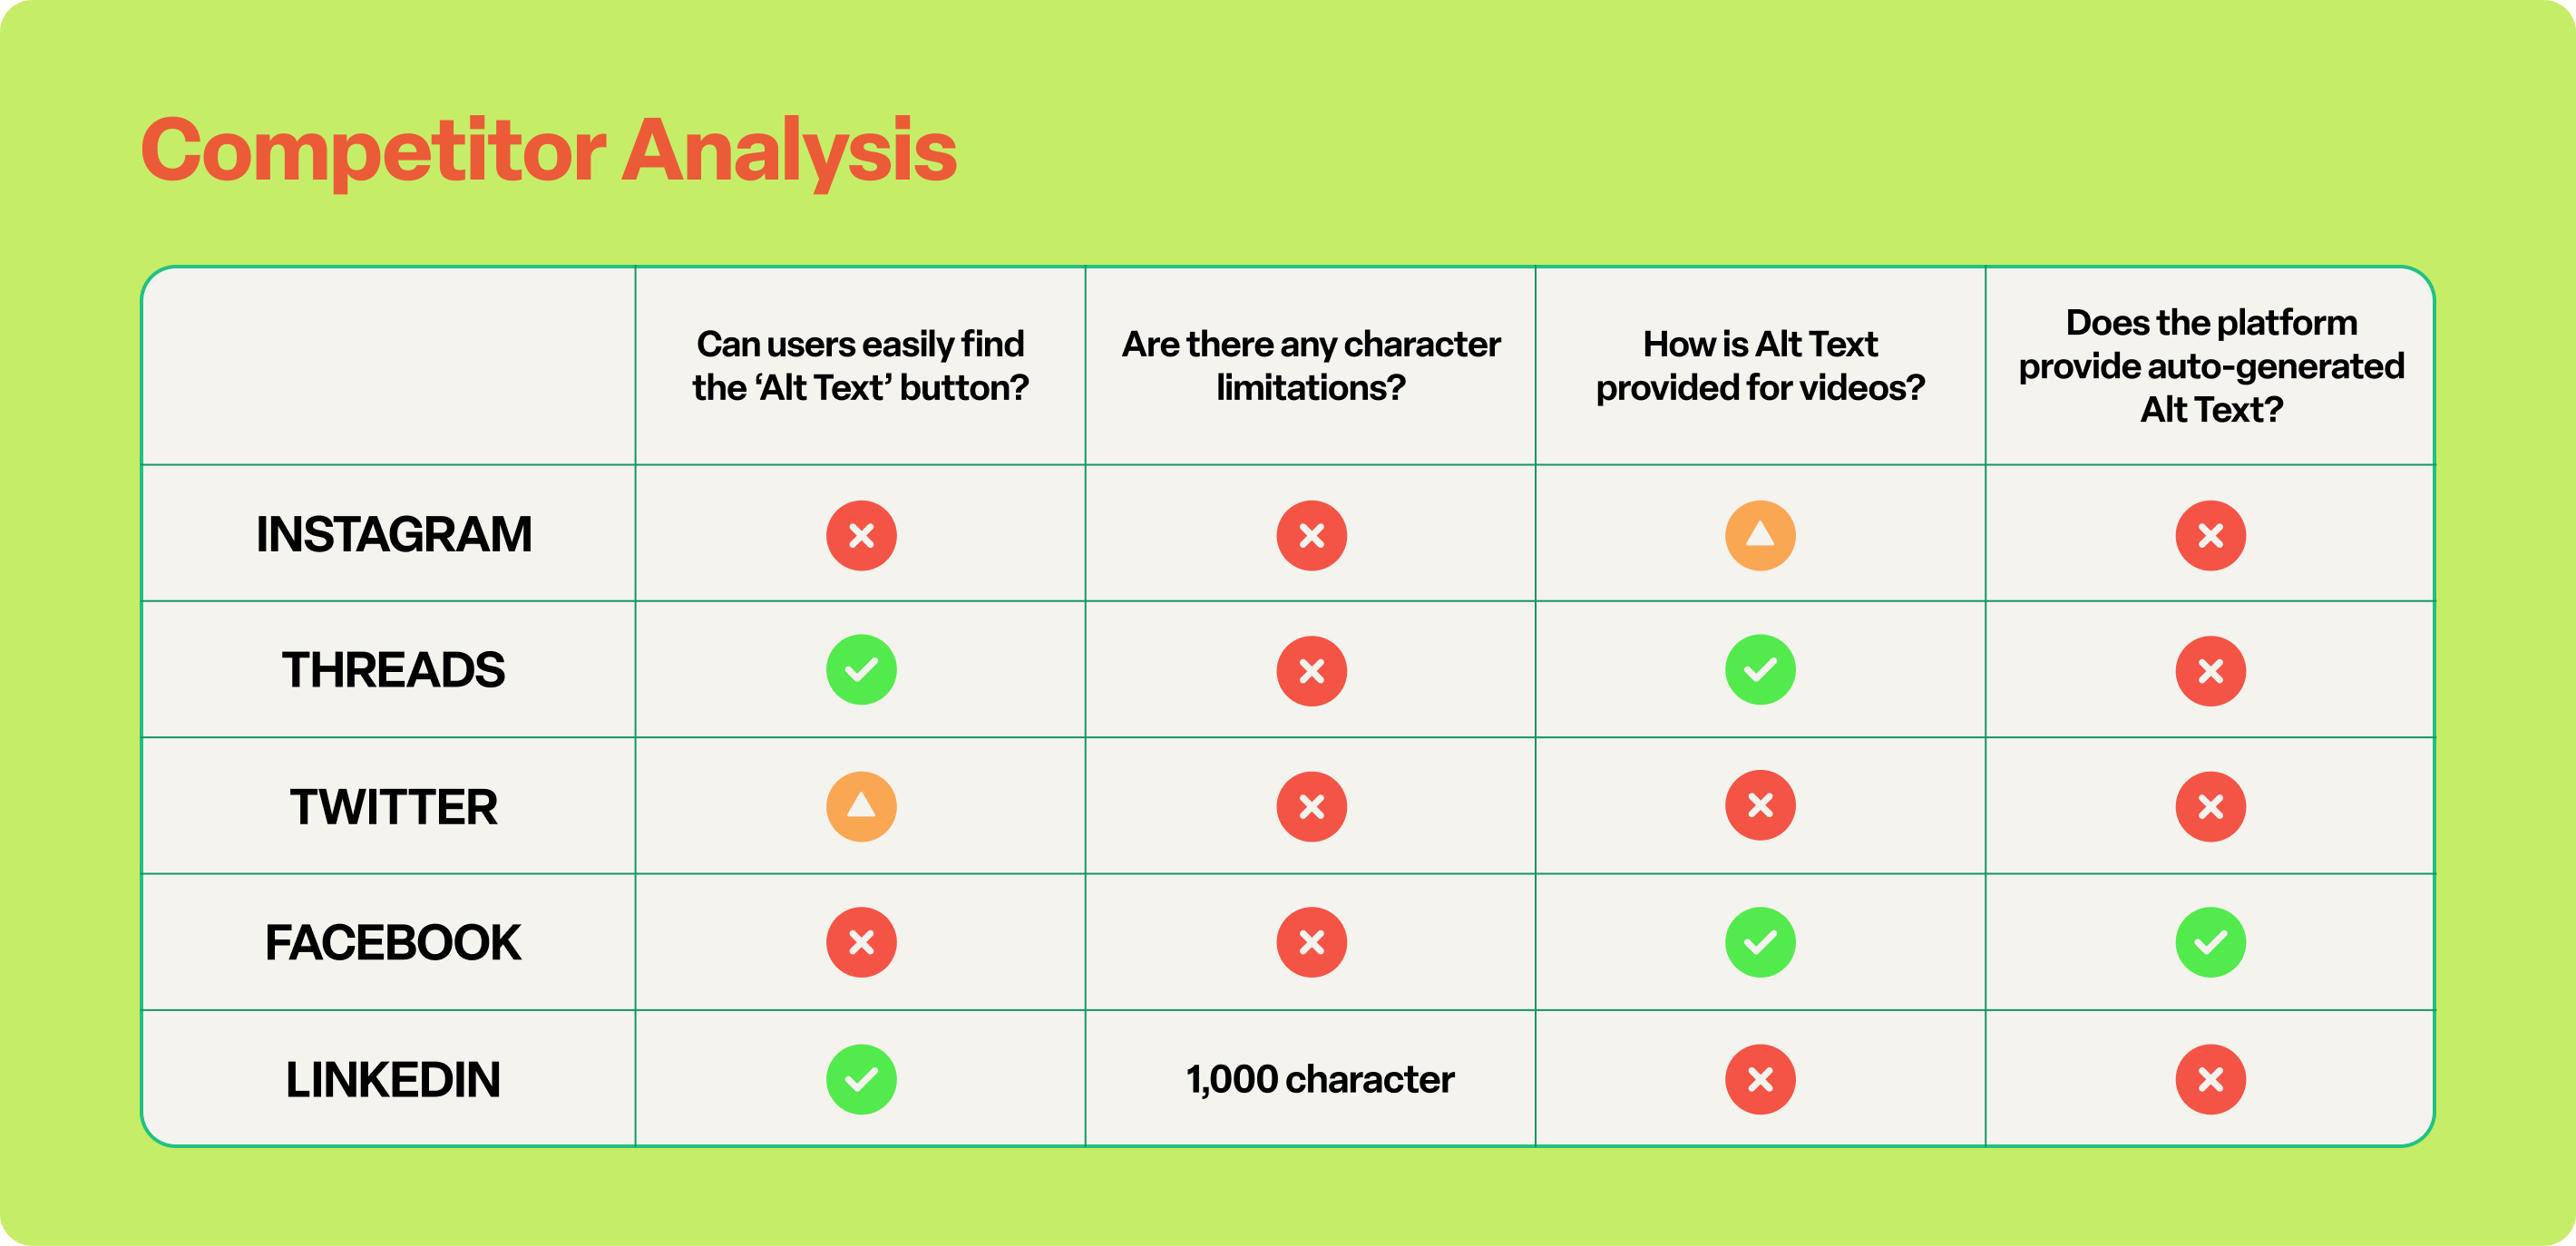 Competitor Analysis
Can users easily find
the ‘Alt Text’ button?
Are there any character
limitations?
How is Alt Text
provided for videos?
Does the platform
provide auto-generated
Alt Text?
INSTAGRAM
THREADS
TWITTER
FACEBOOK
LINKEDIN
1,000 character